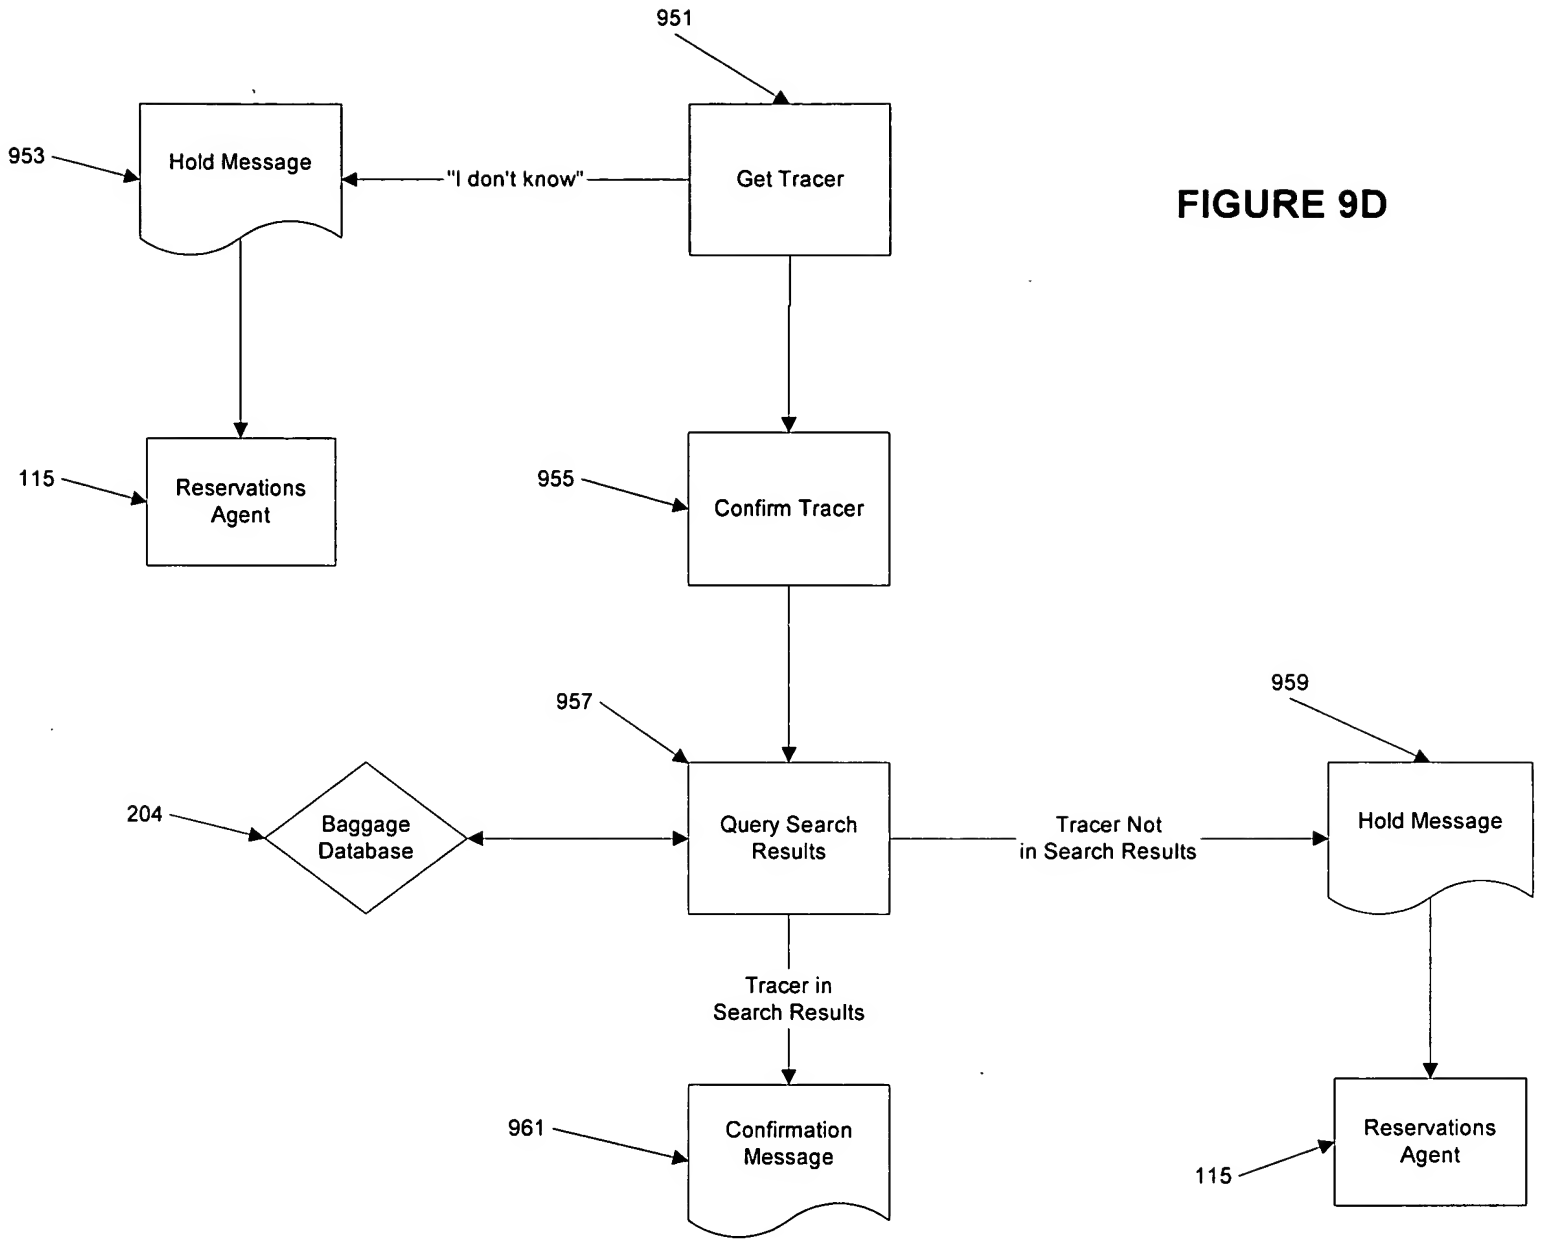 951
953
Hold Message
"I don't know"
Get Tracer
FIGURE 9D
115
Reservations
Agent
955
Confirm Tracer
957
959
204
Baggage
Database
Query Search
Results
Tracer Not
in Search Results
Hold Message
Tracer in
Search Results
961
Confirmation
Message
115
Reservations
Agent